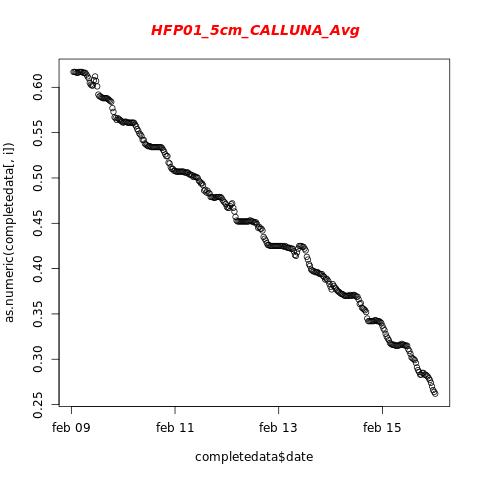 HFP01_5cm_CALLUNA_Avg
as.numeric(completedata[, i])
0.60
0.55
0.50
0.45
0.40
0.35
0.30
0.25
feb 09 feb 11 feb 13 feb 15
completedata$date